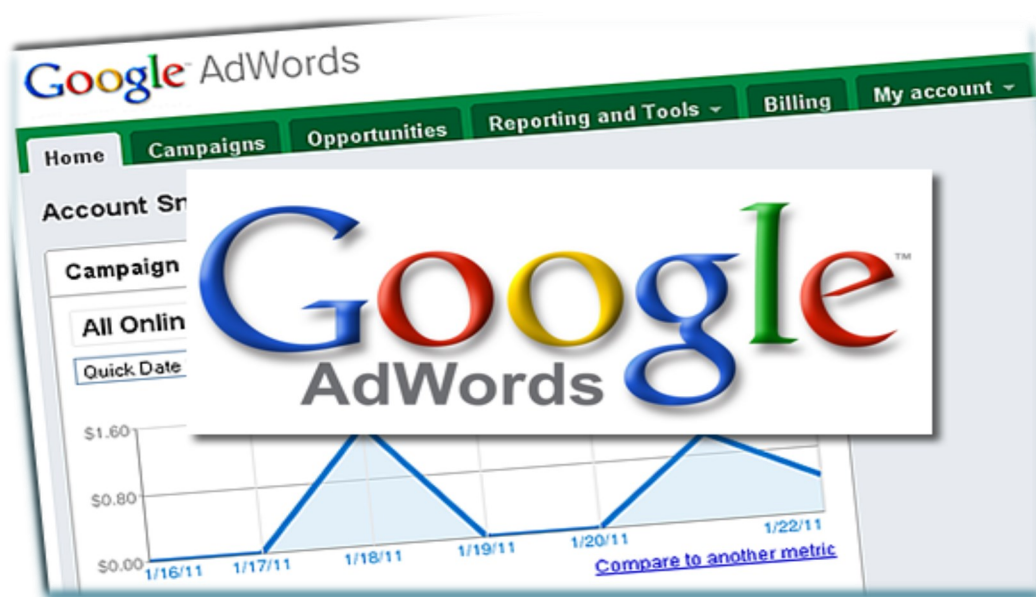 Google™ AdWords
Home Campaigns Opportunities Reporting and Tools Billing My account
Account Sn
Campaign
All Onlin
Quick Date
Google™
AdWords
$1.60
$0.80
$0.00
1/16/11 1/17/11 1/18/11 1/19/11 1/20/11 1/22/11
Compare to another metric